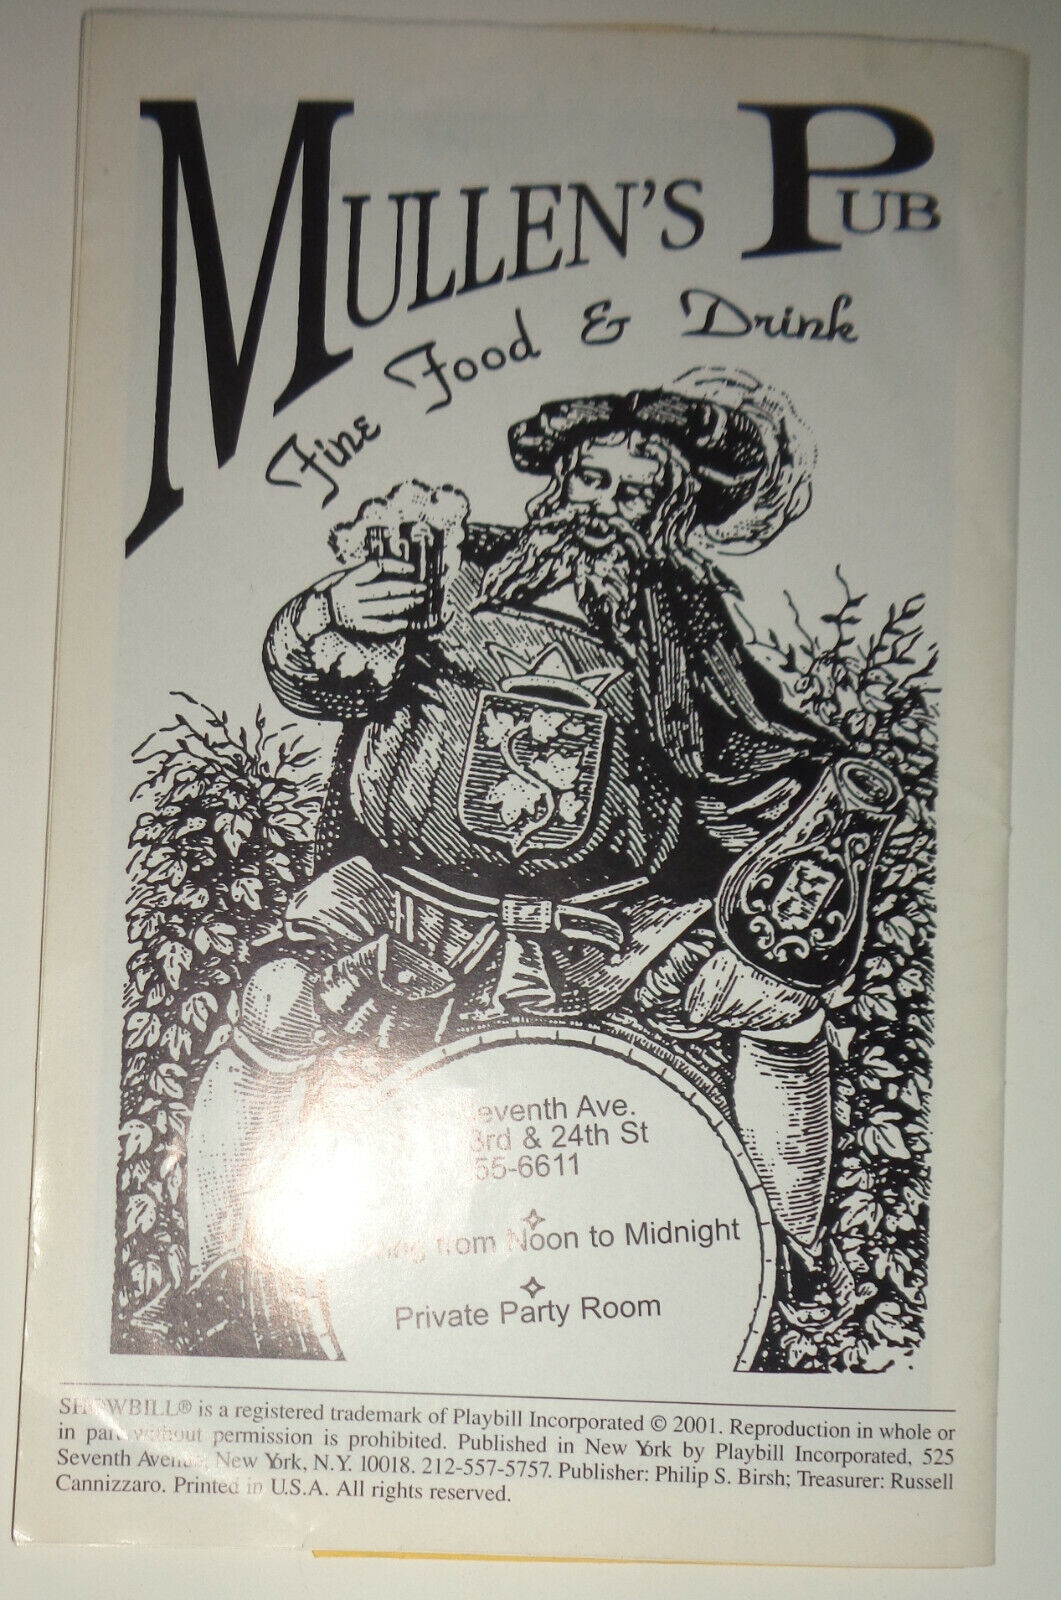 MULLEN'S PUB
Fine Food & Drink
Seventh Ave.
3rd & 24th St
55-6611
from Noon to Midnight
Private Party Room
SHOWBILL® is a registered trademark of Playbill Incorporated © 2001. Reproduction in whole or
in part without permission is prohibited. Published in New York by Playbill Incorporated, 525
Seventh Avenue, New York, N.Y. 10018. 212-557-5757. Publisher: Philip S. Birsh; Treasurer: Russell
Cannizzaro. Printed in U.S.A. All rights reserved.